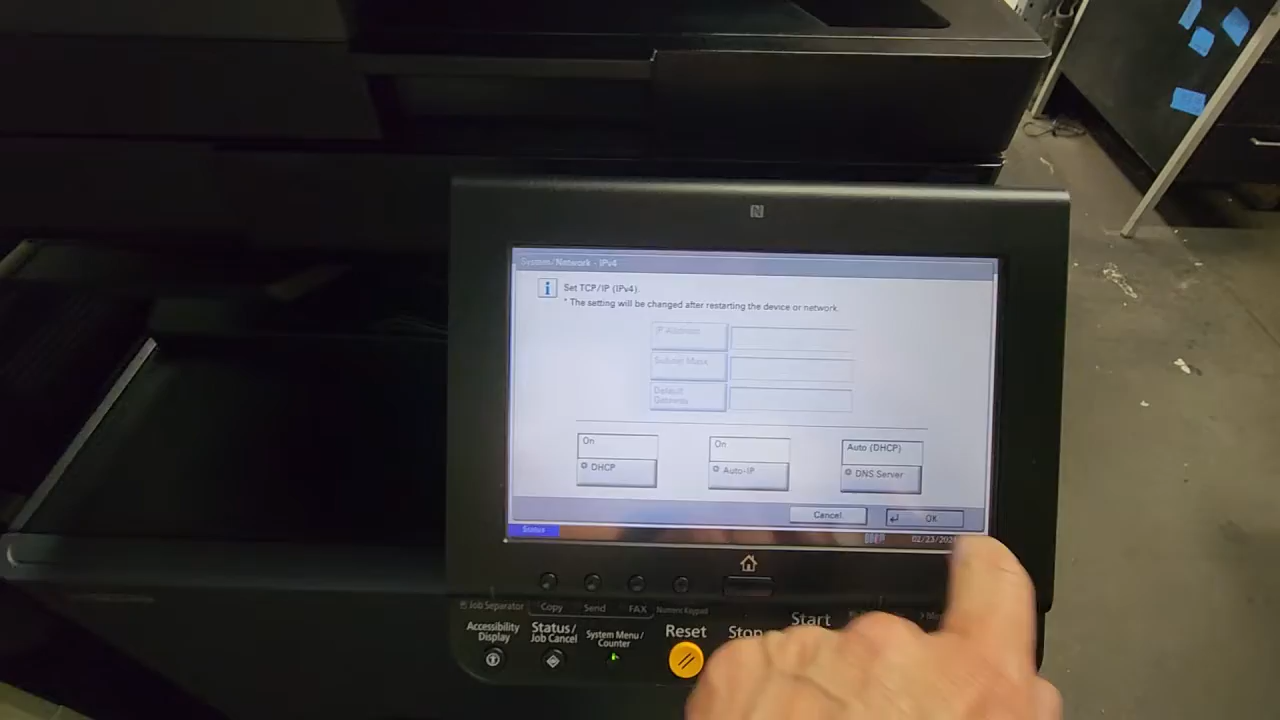 N
System/Network - IPv4
i
Set TCP/IP (IPv4).
* The setting will be changed after restarting the device or network.
IP Address
Subnet Mask
Default
Gateway
On
DHCP
On
Auto-IP
Auto (DHCP)
DNS Server
Cancel
OK
Status
Job Separator
Copy
Send
FAX
Numeric Keypad
Accessibility
Display
Status/
Job Cancel
System Menu/
Counter
Reset
Stop
Start